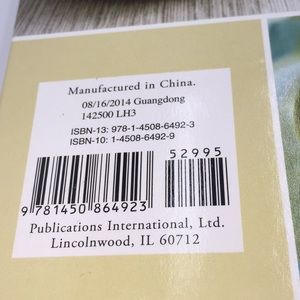 Manufactured in China.
08/16/2014 Guangdong
142500 LH3
ISBN-13: 978-1-4508-6492-3
ISBN-10: 1-4508-6492-9
52995
9 781450 864923
Publications International, Ltd.
Lincolnwood, IL 60712